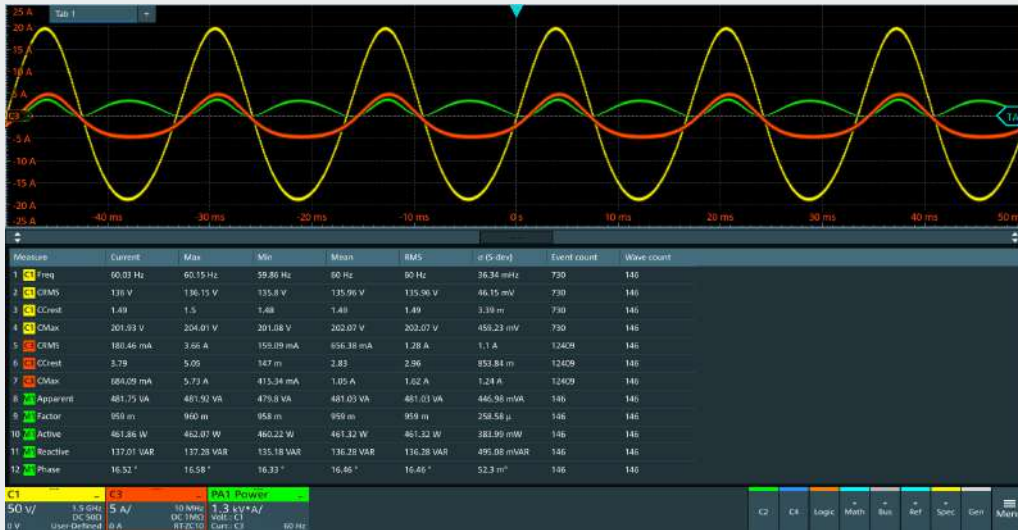 25 A Tab 1 +
20 A
15 A
10 A
5 A
C3
TA
-5 A
-10 A
-15 A
-20 A
-25 A
-40 ms -30 ms -20 ms -10 ms 0 s 10 ms 20 ms 30 ms 40 ms 50 m
Measure Current Max Min Mean RMS σ (S-dev) Event count Wave count
1 C1 Freq 60.03 Hz 60.15 Hz 59.86 Hz 60 Hz 60 Hz 36.34 mHz 730 146
2 C1 CRMS 136 V 136.15 V 135.8 V 135.96 V 135.96 V 46.15 mV 730 146
3 C1 CCrest 1.49 1.5 1.48 1.49 1.49 3.39 m 730 146
4 C1 CMax 201.93 V 204.01 V 201.08 V 202.07 V 202.07 V 459.23 mV 730 146
5 C3 CRMS 180.46 mA 3.66 A 159.09 mA 656.38 mA 1.28 A 1.1 A 12409 146
6 C3 CCrest 3.79 5.05 147 m 2.83 2.96 853.84 m 12409 146
7 C3 CMax 684.09 mA 5.73 A 415.34 mA 1.05 A 1.62 A 1.24 A 12409 146
8 M1 Apparent 481.75 VA 481.92 VA 479.8 VA 481.03 VA 481.03 VA 446.98 mVA 146 146
9 Factor 959 m 960 m 958 m 959 m 959 m 258.58 µ 146 146
10 Active 461.86 W 462.07 W 460.22 W 461.32 W 461.32 W 383.99 mW 146 146
11 Reactive 137.01 VAR 137.28 VAR 135.18 VAR 136.28 VAR 136.28 VAR 495.08 mVAR 146 146
12 Phase 16.52 ° 16.58 ° 16.33 ° 16.46 ° 16.46 ° 52.3 m° 146 146
C1 C3 PA1 Power
50 V/ 1.5 GHz 5 A/ 10 MHz 1.3 kV*A/
DC 50Ω DC 1MΩ Volt.: C1
0 V User-Defined 0 A RT-ZC10 Curr.: C3 60 Hz
C2 C4 Logic Math Bus Ref Spec Gen Menu